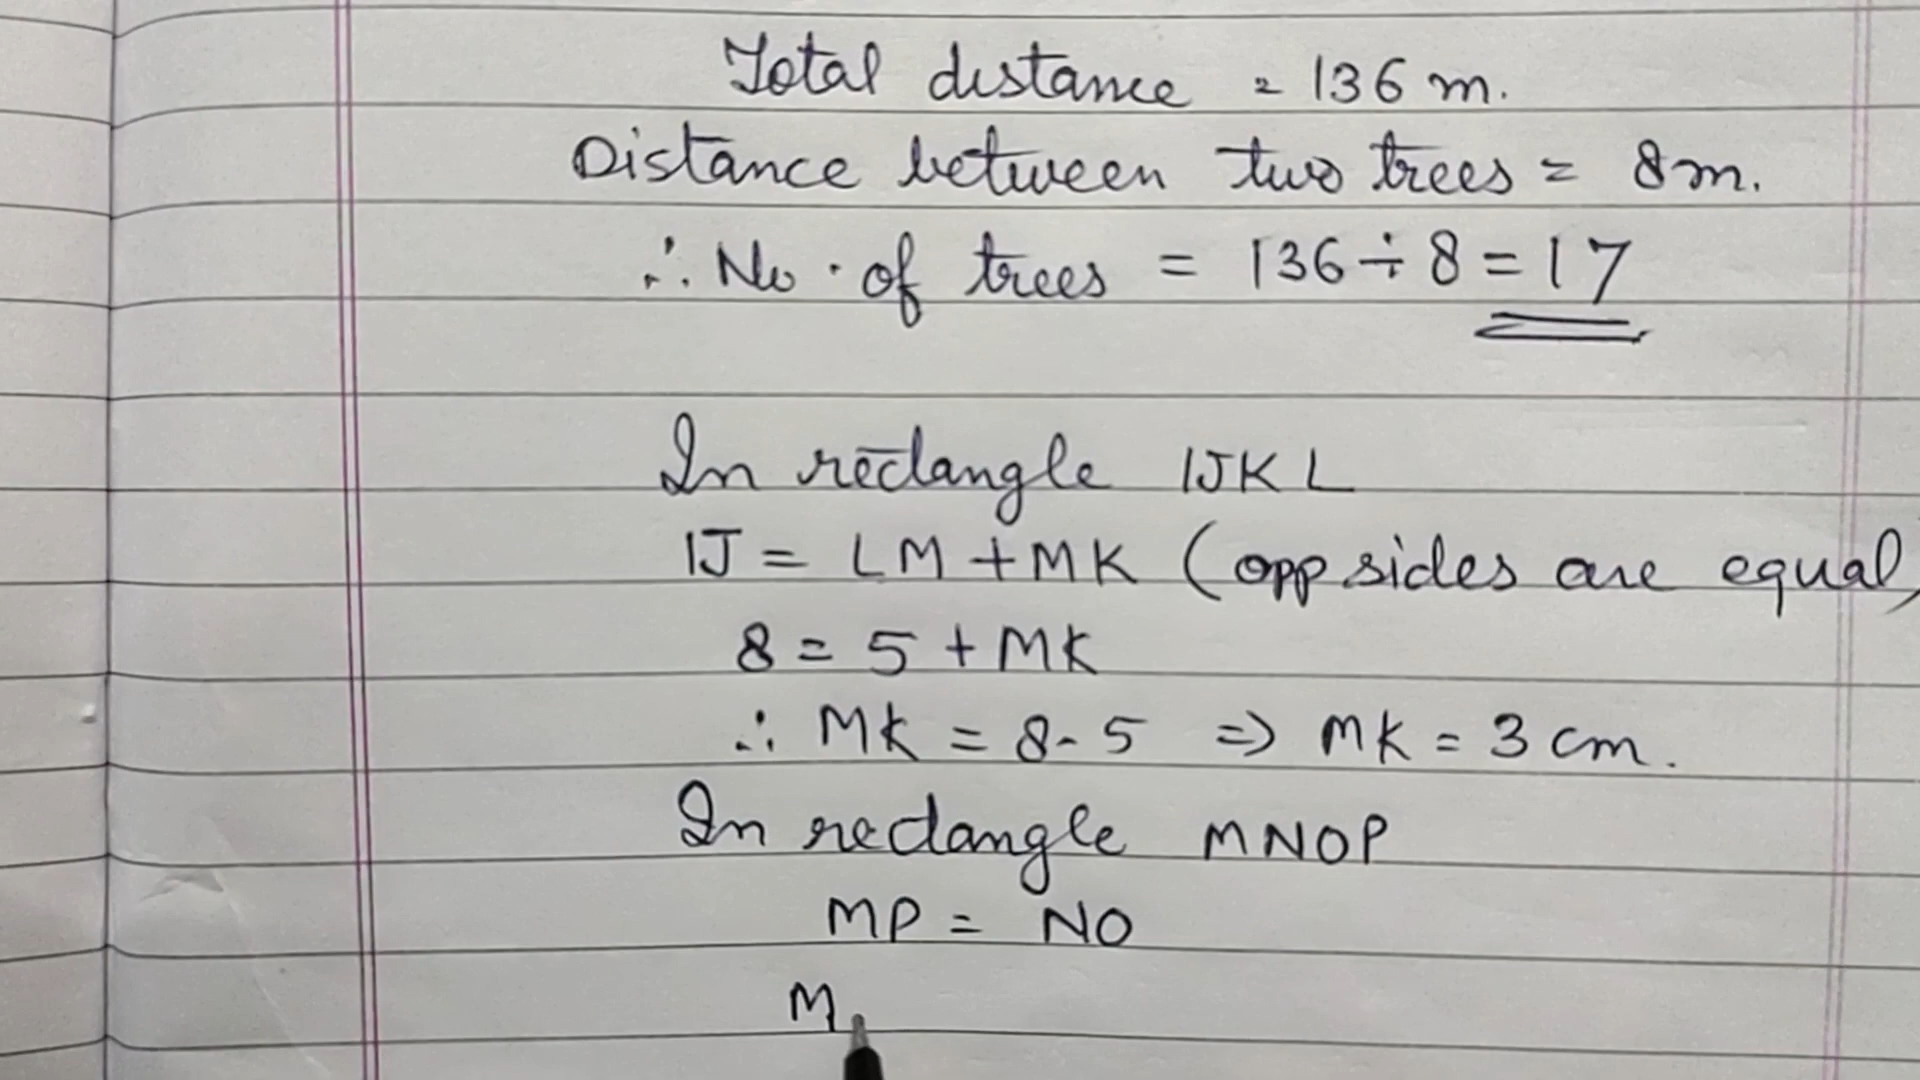 Total distance = 136 m.
Distance between two trees = 8m.
∴ No. of trees = 136 ÷ 8 = 17
In rectangle IJKL
IJ = LM + MK (opp sides are equal)
8 = 5 + MK
∴ MK = 8 - 5 ⇒ MK = 3 cm.
In rectangle MNOP
MP = NO
M